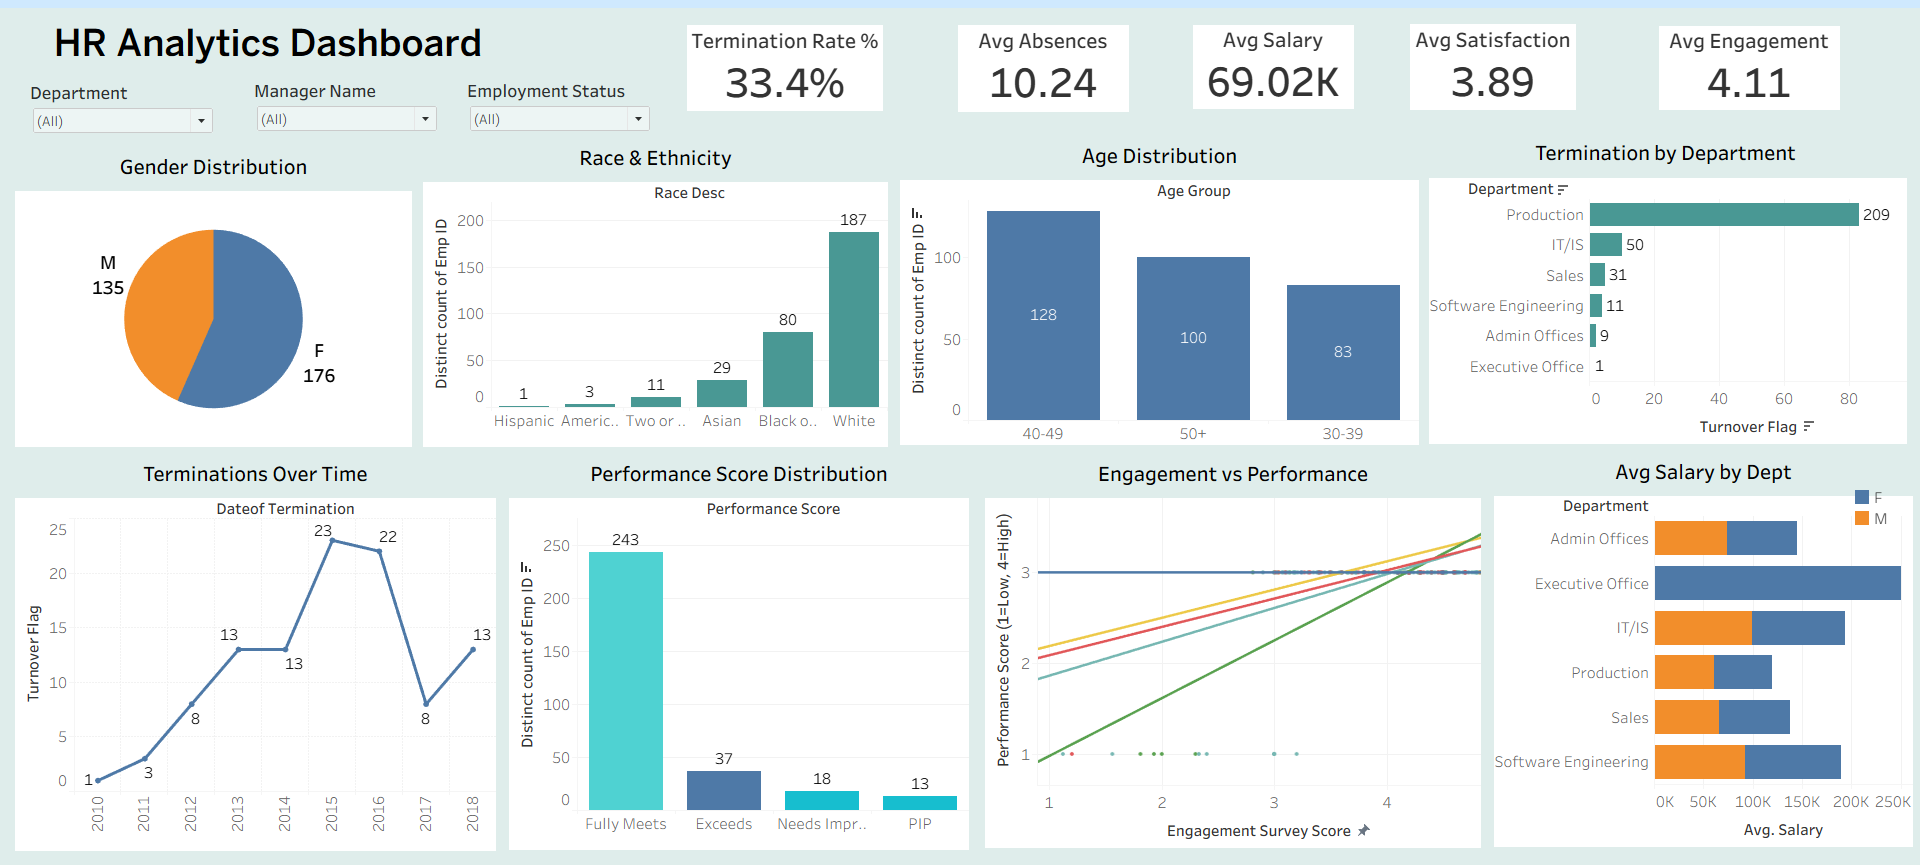 HR Analytics Dashboard
Department
(All)
Manager Name
(All)
Employment Status
(All)
Termination Rate %
33.4%
Avg Absences
10.24
Avg Salary
69.02K
Avg Satisfaction
3.89
Avg Engagement
4.11
Gender Distribution
M
135
F
176
Race & Ethnicity
Race Desc
Distinct count of Emp ID
200
150
100
50
0
1
3
11
29
80
187
Hispanic
Americ..
Two or ..
Asian
Black o..
White
Age Distribution
Age Group
Distinct count of Emp ID
100
50
0
128
100
83
40-49
50+
30-39
Termination by Department
Department
Production
209
IT/IS
50
Sales
31
Software Engineering
11
Admin Offices
9
Executive Office
1
0
20
40
60
80
Turnover Flag
Terminations Over Time
Dateof Termination
Turnover Flag
25
20
15
10
5
0
1
3
8
13
13
23
22
8
13
2010
2011
2012
2013
2014
2015
2016
2017
2018
Performance Score Distribution
Performance Score
Distinct count of Emp ID
250
200
150
100
50
0
243
37
18
13
Fully Meets
Exceeds
Needs Impr..
PIP
Engagement vs Performance
Performance Score (1=Low, 4=High)
3
2
1
1
2
3
4
Engagement Survey Score
Avg Salary by Dept
F
M
Department
Admin Offices
Executive Office
IT/IS
Production
Sales
Software Engineering
0K
50K
100K
150K
200K
250K
Avg. Salary